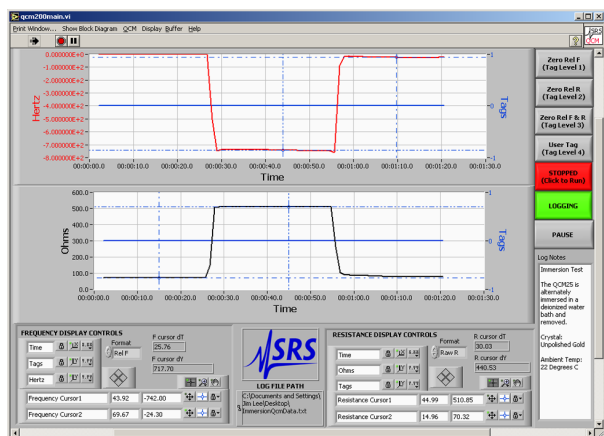 qcm200main.vi
Print Window... Show Block Diagram QCM Display Buffer Help
SRS
QCM
0.000000E+0
-1.000000E+2
-2.000000E+2
-3.000000E+2
-4.000000E+2
-5.000000E+2
-6.000000E+2
-7.000000E+2
-8.000000E+2
Hertz
1
0
-1
Tags
00:00:00.0 00:00:10.0 00:00:20.0 00:00:30.0 00:00:40.0 00:00:50.0 00:01:00.0 00:01:10.0 00:01:20.0 00:01:30.0
Time
600.0
500.0
400.0
300.0
200.0
100.0
0.0
Ohms
1
0
-1
Tags
00:00:00.0 00:00:10.0 00:00:20.0 00:00:30.0 00:00:40.0 00:00:50.0 00:01:00.0 00:01:10.0 00:01:20.0 00:01:30.0
Time
Zero Rel F
(Tag Level 1)
Zero Rel R
(Tag Level 2)
Zero Rel F & R
(Tag Level 3)
User Tag
(Tag Level 4)
STOPPED
(Click to Run)
LOGGING
PAUSE
Log Notes
Immersion Test
The QCM25 is
alternately
immersed in a
deionized water
bath and
removed.
Crystal:
Unpolished Gold
Ambient Temp:
22 Degrees C
FREQUENCY DISPLAY CONTROLS
Time
Tags
Hertz
Format
Rel F
F cursor dT
25.76
F cursor dY
717.70
Frequency Cursor1 43.92 -742.00
Frequency Cursor2 69.67 -24.30
SRS
LOG FILE PATH
C:\Documents and Settings\
Jim Lee\Desktop\
ImmersionQcmData.txt
RESISTANCE DISPLAY CONTROLS
Time
Ohms
Tags
Format
Raw R
R cursor dT
30.03
R cursor dY
440.53
Resistance Cursor1 44.99 510.85
Resistance Cursor2 14.96 70.32